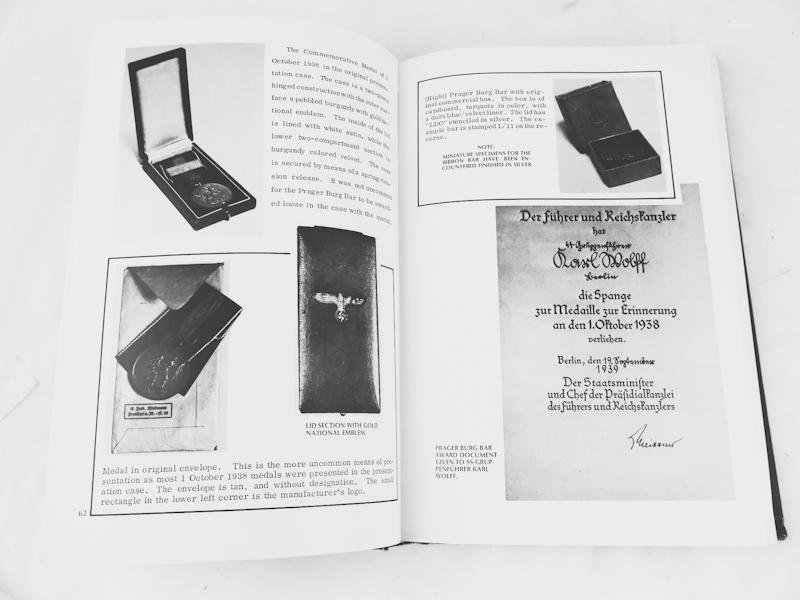 The Commemorative Medal of 1
October 1938 in the original presen-
tation case. The case is a two-piece
hinged construction with the outer sur-
face a pebbled burgundy with gold na-
tional emblem. The inside of the lid
is lined with white satin, while the
lower two-compartment section is
burgundy colored velvet. The case
is secured by means of a spring-ten-
sion release. It was not uncommon
for the Prager Burg Bar to be award-
ed loose in the case with the medal.
LID SECTION WITH GOLD
NATIONAL EMBLEM.
Medal in original envelope. This is the more uncommon means of pre-
sentation as most 1 October 1938 medals were presented in the present-
ation case. The envelope is tan, and without designation. The small
rectangle in the lower left corner is the manufacturer's logo.
62
(Right) Prager Burg Bar with orig-
inal commercial box. The box is of
cardboard, turquois in color, with
a dark blue/velvet liner. The lid has
"LDO" stenciled in silver. The ex-
ample bar is stamped L/11 on the re-
verse.
NOTE:
MINIATURE SPECIMENS FOR THE
RIBBON BAR HAVE BEEN EN-
COUNTERED FINISHED IN SILVER.
Der Führer und Reichskanzler
hat
SS Gruppenführer
Karl Wolff
Berlin
die Spange
zur Medaille zur Erinnerung
an den 1. Oktober 1938
verliehen.
Berlin, den 19. September
1939
Der Staatsminister
und Chef der Präsidialkanzlei
des Führers und Reichskanzlers
PRAGER BURG BAR
AWARD DOCUMENT
GIVEN TO SS-GRUP-
PENFÜHRER KARL
WOLFF.